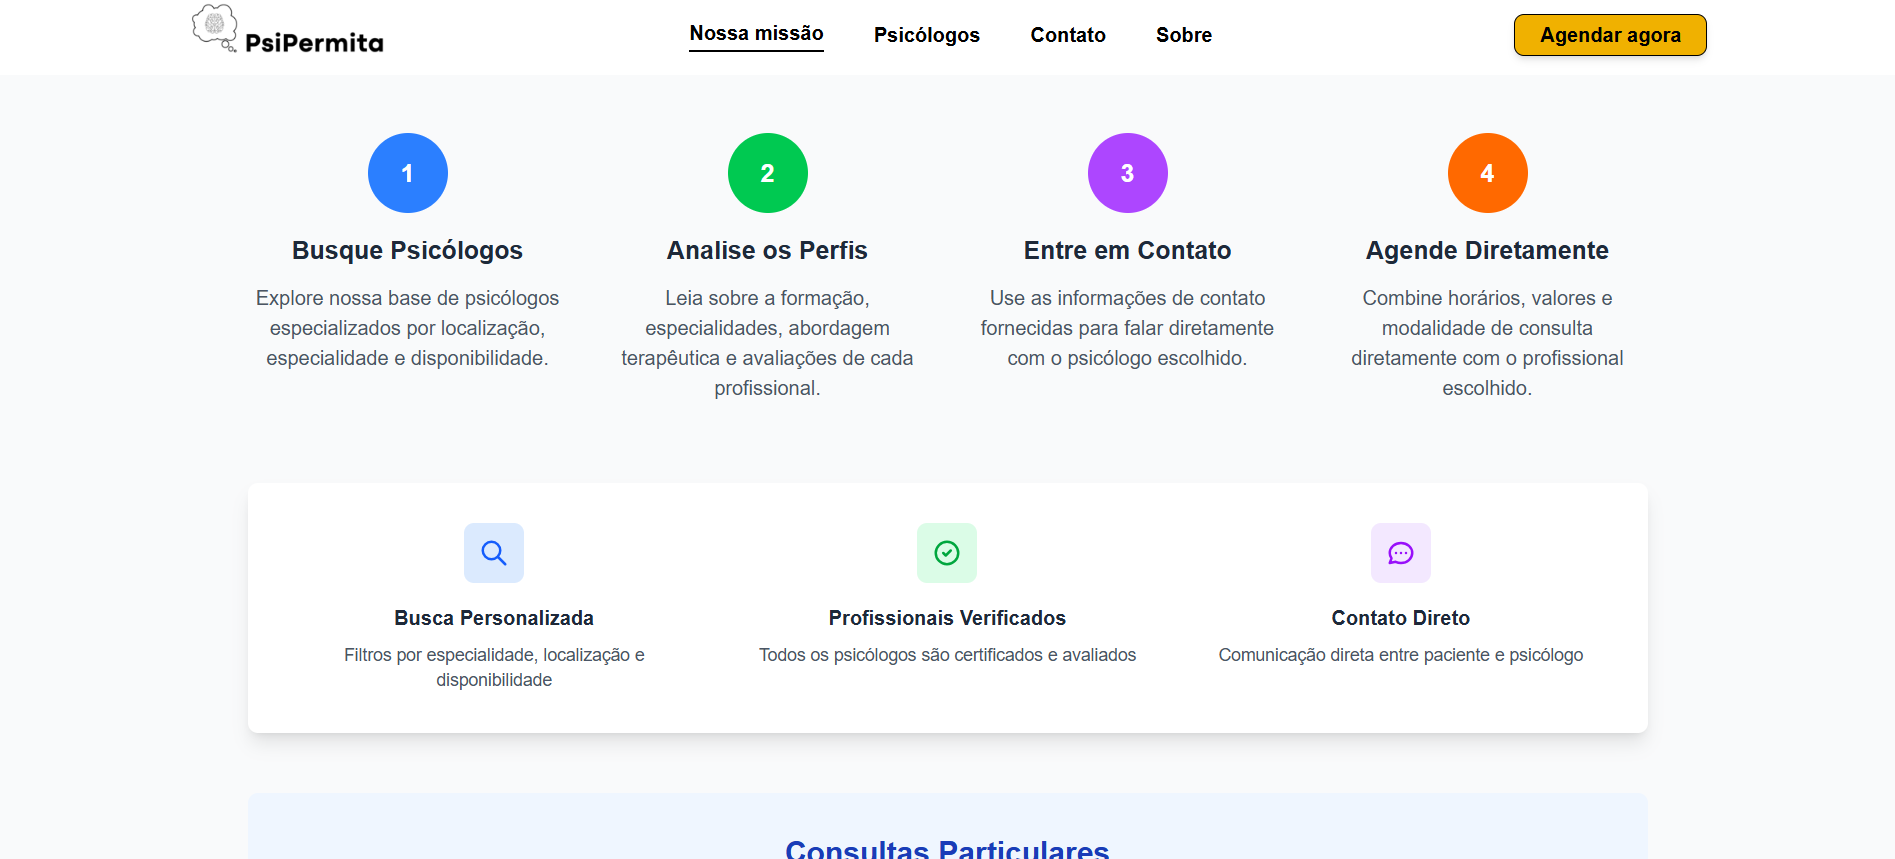 PsiPermita
Nossa missão
Psicólogos
Contato
Sobre
Agendar agora
1
Busque Psicólogos
Explore nossa base de psicólogos
especializados por localização,
especialidade e disponibilidade.
2
Analise os Perfis
Leia sobre a formação,
especialidades, abordagem
terapêutica e avaliações de cada
profissional.
3
Entre em Contato
Use as informações de contato
fornecidas para falar diretamente
com o psicólogo escolhido.
4
Agende Diretamente
Combine horários, valores e
modalidade de consulta
diretamente com o profissional
escolhido.
Busca Personalizada
Filtros por especialidade, localização e
disponibilidade
Profissionais Verificados
Todos os psicólogos são certificados e avaliados
Contato Direto
Comunicação direta entre paciente e psicólogo
Consultas Particulares